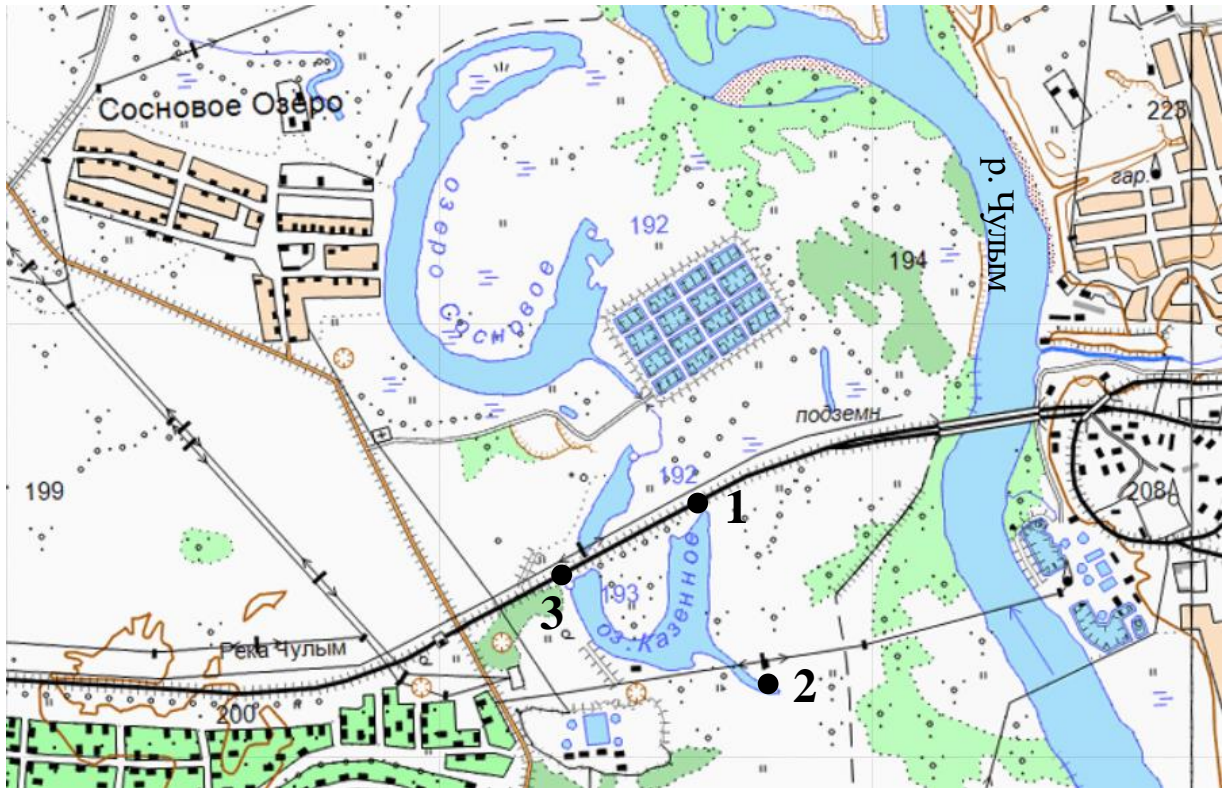 Сосновое Озеро
223
р. Чулым
гар.
озеро Сосновое
192
194
подземн
192
199
1
208
3
193
оз. Казенное
Река Чулым
2
200